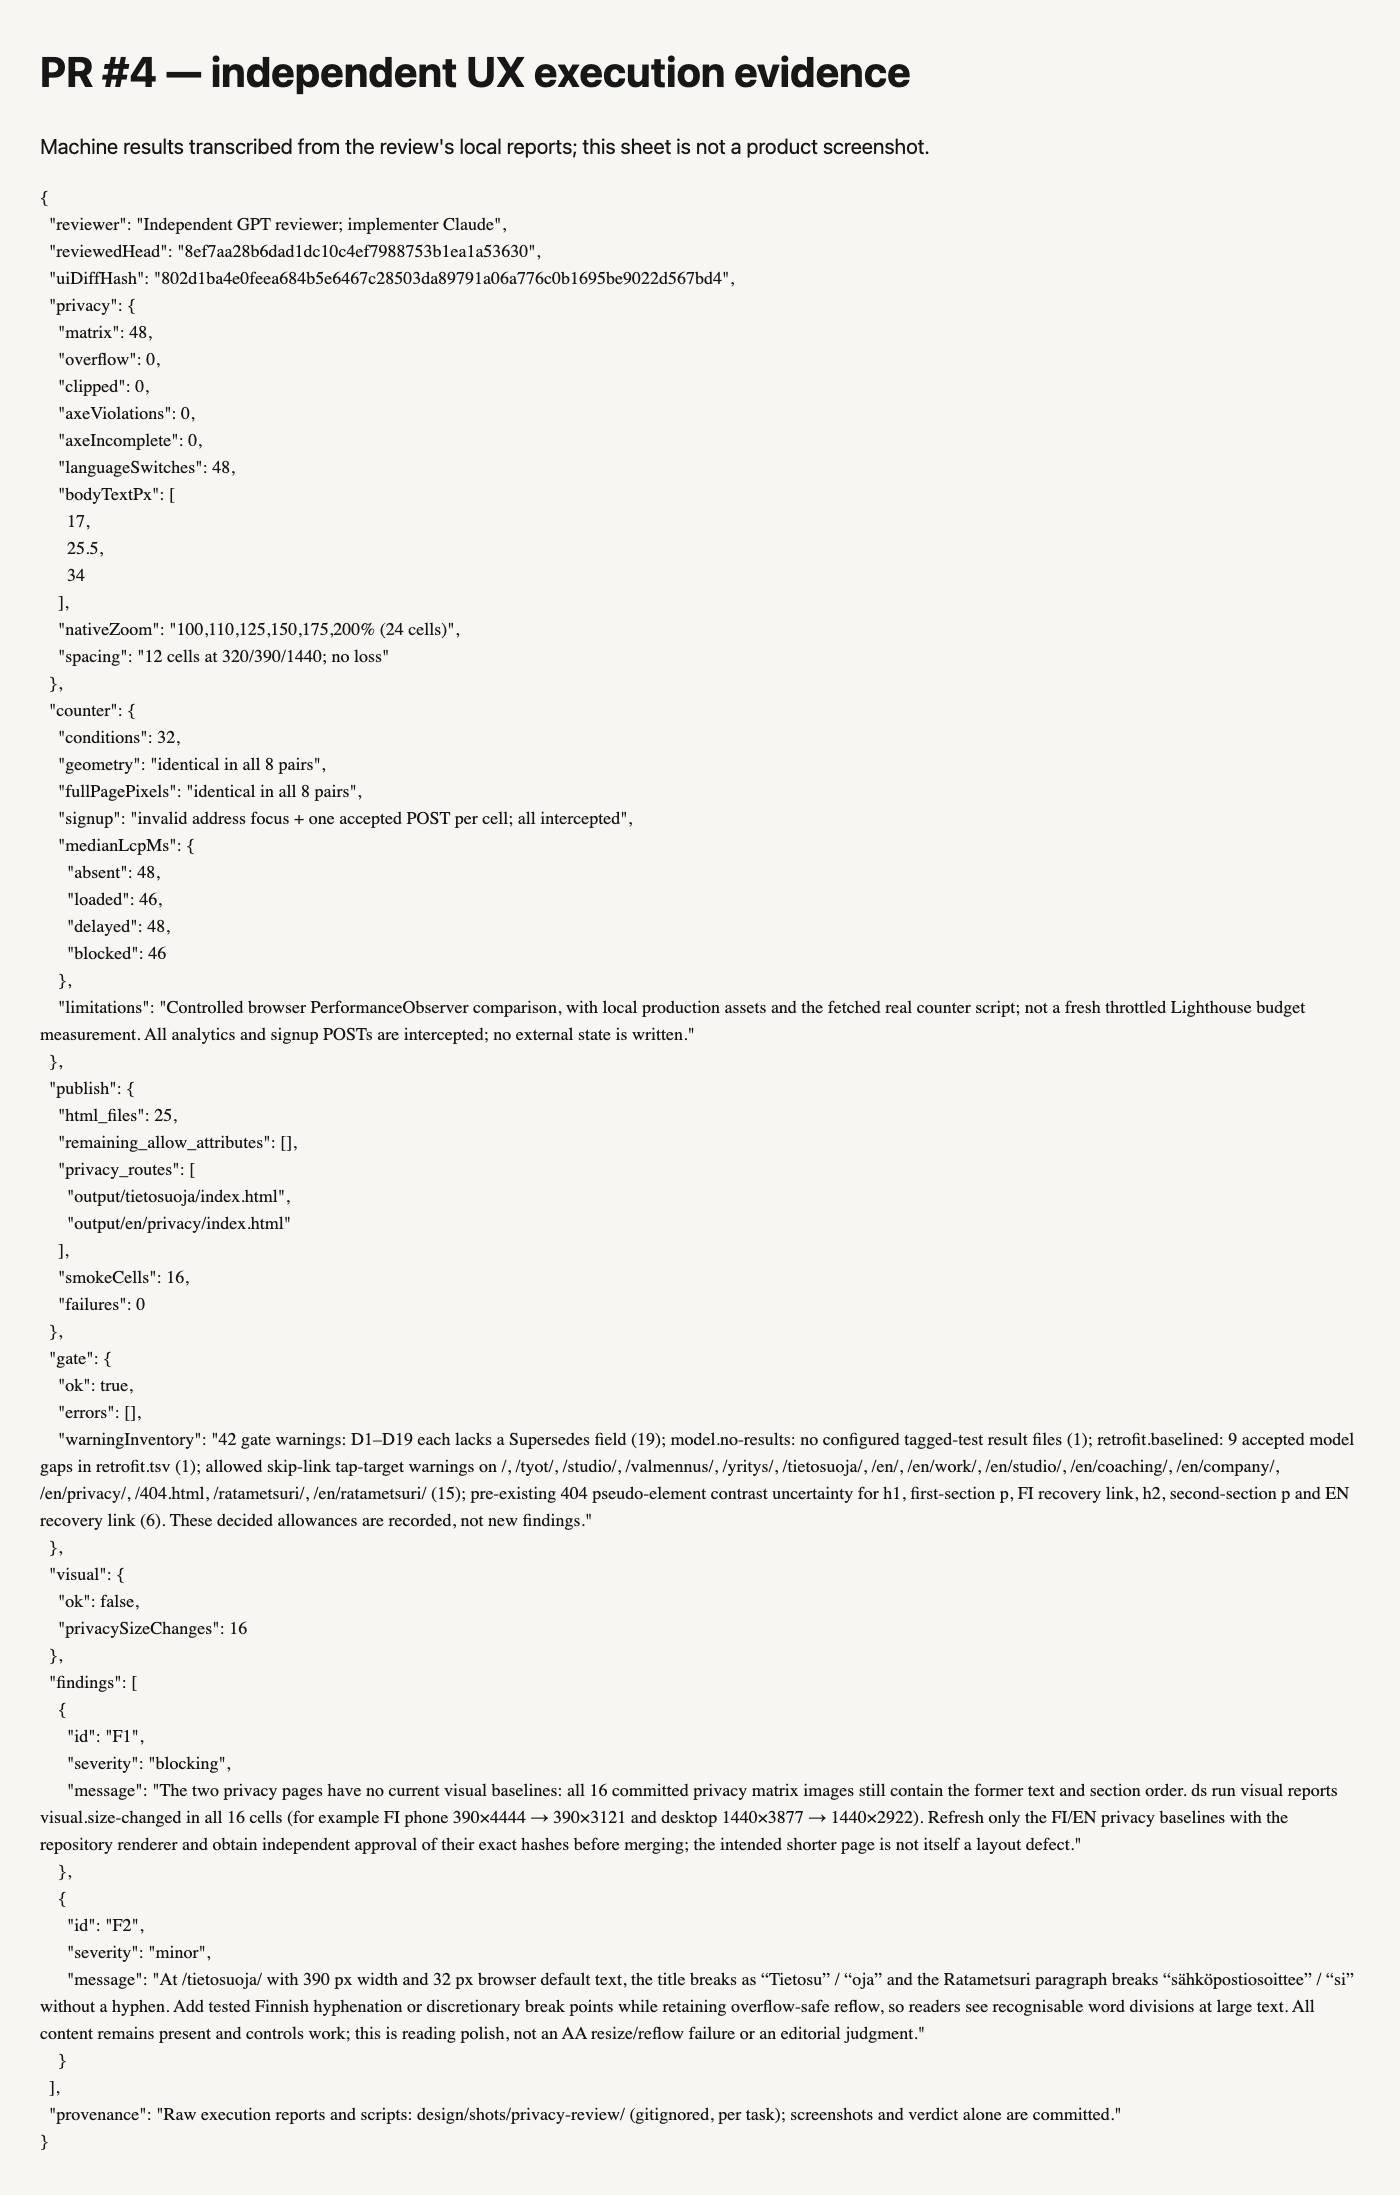 PR #4 — independent UX execution evidence
Machine results transcribed from the review's local reports; this sheet is not a product screenshot.
{
"reviewer": "Independent GPT reviewer; implementer Claude",
"reviewedHead": "8ef7aa28b6dad1dc10c4ef7988753b1ea1a53630",
"uiDiffHash": "802d1ba4e0feea684b5e6467c28503da89791a06a776c0b1695be9022d567bd4",
"privacy": {
"matrix": 48,
"overflow": 0,
"clipped": 0,
"axeViolations": 0,
"axeIncomplete": 0,
"languageSwitches": 48,
"bodyTextPx": [
17,
25.5,
34
],
"nativeZoom": "100,110,125,150,175,200% (24 cells)",
"spacing": "12 cells at 320/390/1440; no loss"
},
"counter": {
"conditions": 32,
"geometry": "identical in all 8 pairs",
"fullPagePixels": "identical in all 8 pairs",
"signup": "invalid address focus + one accepted POST per cell; all intercepted",
"medianLcpMs": {
"absent": 48,
"loaded": 46,
"delayed": 48,
"blocked": 46
},
"limitations": "Controlled browser PerformanceObserver comparison, with local production assets and the fetched real counter script; not a fresh throttled Lighthouse budget
measurement. All analytics and signup POSTs are intercepted; no external state is written."
},
"publish": {
"html_files": 25,
"remaining_allow_attributes": [],
"privacy_routes": [
"output/tietosuoja/index.html",
"output/en/privacy/index.html"
],
"smokeCells": 16,
"failures": 0
},
"gate": {
"ok": true,
"errors": [],
"warningInventory": "42 gate warnings: D1–D19 each lacks a Supersedes field (19); model.no-results: no configured tagged-test result files (1); retrofit.baselined: 9 accepted model
gaps in retrofit.tsv (1); allowed skip-link tap-target warnings on /, /tyot/, /studio/, /valmennus/, /yritys/, /tietosuoja/, /en/, /en/work/, /en/studio/, /en/coaching/, /en/company/,
/en/privacy/, /404.html, /ratametsuri/, /en/ratametsuri/ (15); pre-existing 404 pseudo-element contrast uncertainty for h1, first-section p, FI recovery link, h2, second-section p and EN
recovery link (6). These decided allowances are recorded, not new findings."
},
"visual": {
"ok": false,
"privacySizeChanges": 16
},
"findings": [
{
"id": "F1",
"severity": "blocking",
"message": "The two privacy pages have no current visual baselines: all 16 committed privacy matrix images still contain the former text and section order. ds run visual reports
visual.size-changed in all 16 cells (for example FI phone 390×4444 → 390×3121 and desktop 1440×3877 → 1440×2922). Refresh only the FI/EN privacy baselines with the
repository renderer and obtain independent approval of their exact hashes before merging; the intended shorter page is not itself a layout defect."
},
{
"id": "F2",
"severity": "minor",
"message": "At /tietosuoja/ with 390 px width and 32 px browser default text, the title breaks as “Tietosu” / “oja” and the Ratametsuri paragraph breaks “sähköpostiosoittee” / “si”
without a hyphen. Add tested Finnish hyphenation or discretionary break points while retaining overflow-safe reflow, so readers see recognisable word divisions at large text. All
content remains present and controls work; this is reading polish, not an AA resize/reflow failure or an editorial judgment."
}
],
"provenance": "Raw execution reports and scripts: design/shots/privacy-review/ (gitignored, per task); screenshots and verdict alone are committed."
}